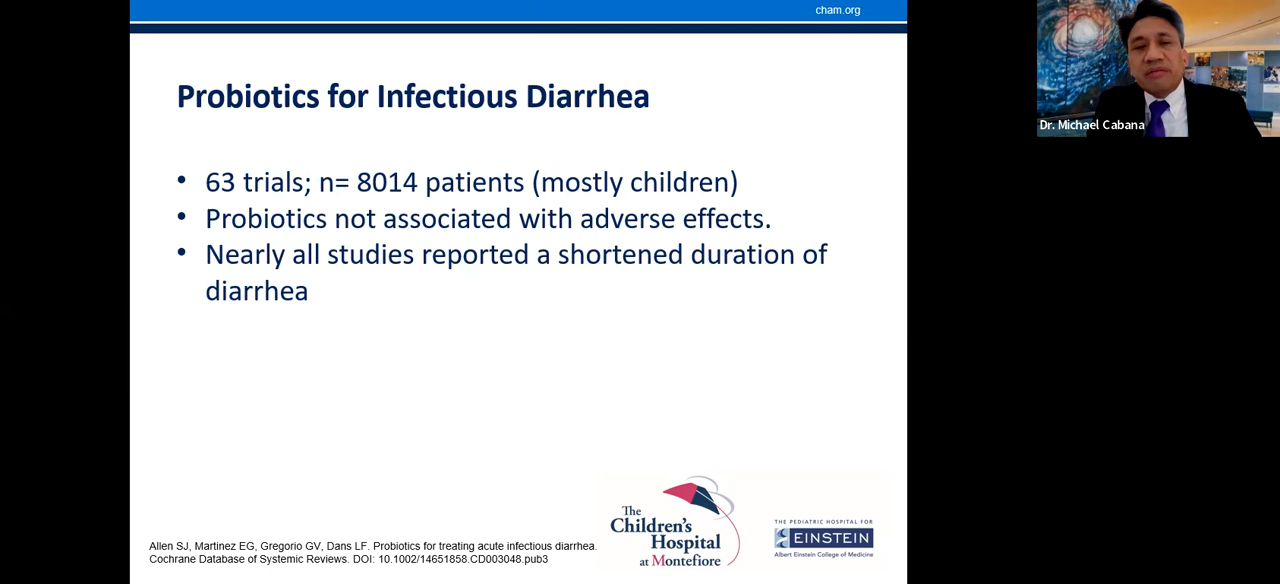 cham.org
Dr. Michael Cabana
Probiotics for Infectious Diarrhea
• 63 trials; n= 8014 patients (mostly children)
• Probiotics not associated with adverse effects.
• Nearly all studies reported a shortened duration of
diarrhea
Allen SJ, Martinez EG, Gregorio GV, Dans LF. Probiotics for treating acute infectious diarrhea.
Cochrane Database of Systemic Reviews. DOI: 10.1002/14651858.CD003048.pub3
The
Children's
Hospital
at Montefiore
THE PEDIATRIC HOSPITAL FOR
EINSTEIN
Albert Einstein College of Medicine